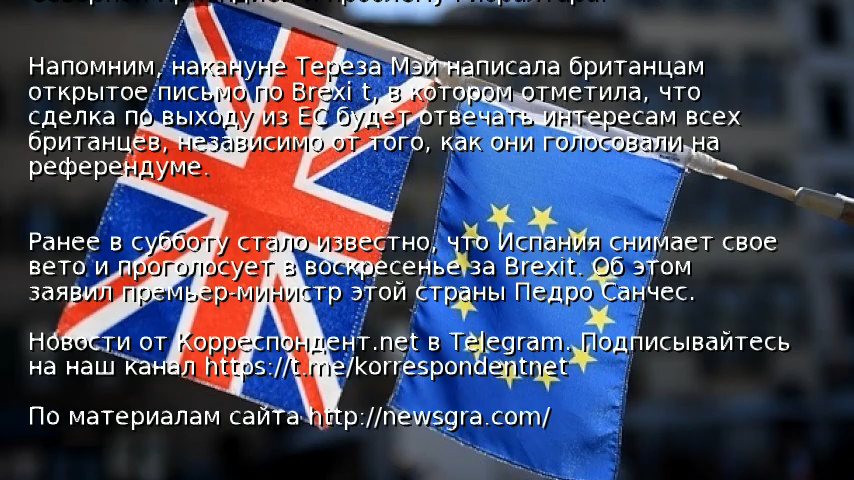 Напомним, накануне Тереза Мэй написала британцам
открытое письмо по Brexi t, в котором отметила, что
сделка по выходу из ЕС будет отвечать интересам всех
британцев, независимо от того, как они голосовали на
референдуме.
Ранее в субботу стало известно, что Испания снимает свое
вето и проголосует в воскресенье за Brexit. Об этом
заявил премьер-министр этой страны Педро Санчес.
Новости от Корреспондент.net в Telegram. Подписывайтесь
на наш канал https://t.me/korrespondentnet
По материалам сайта http://newsgra.com/